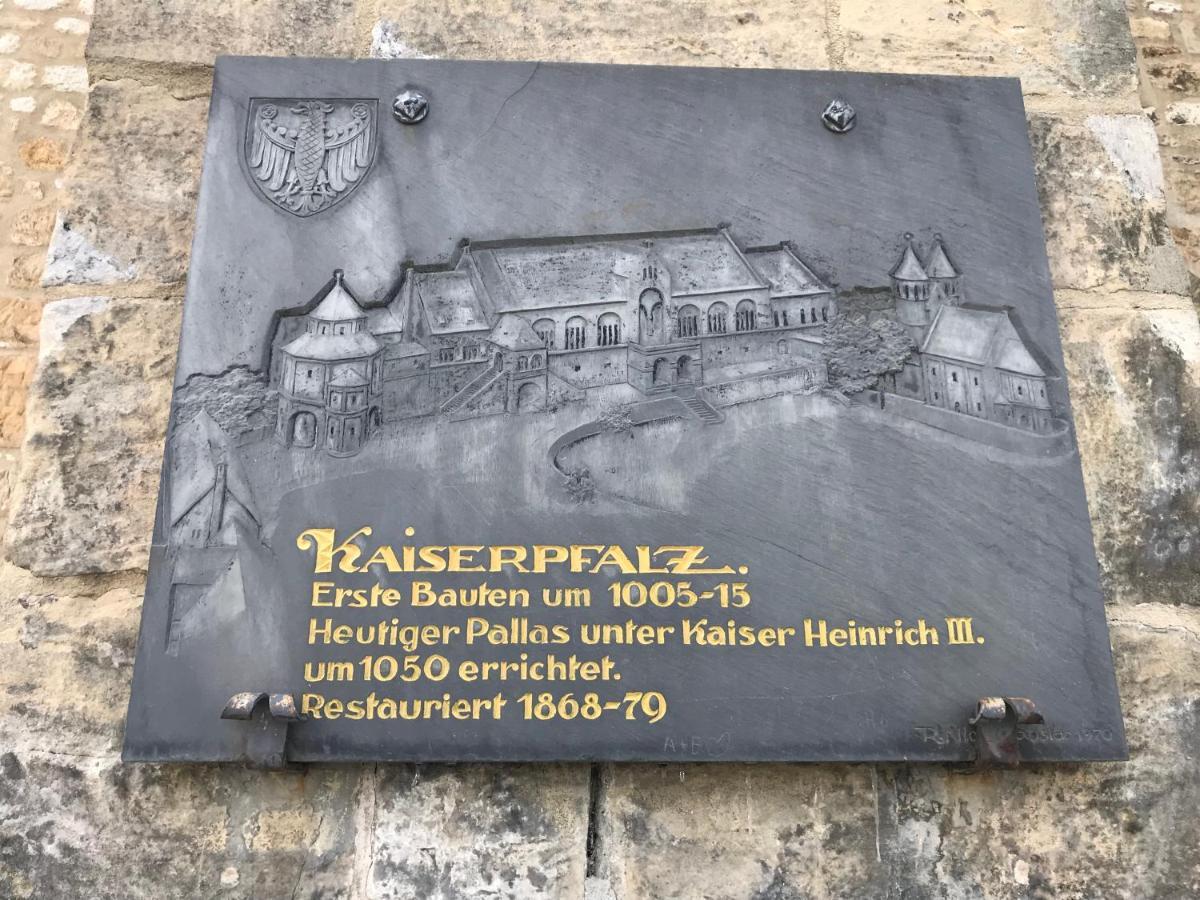 KAISERPFALZ.
Erste Bauten um 1005-15
Heutiger Pallas unter Kaiser Heinrich III.
um 1050 errichtet.
Restauriert 1868-79
A+B